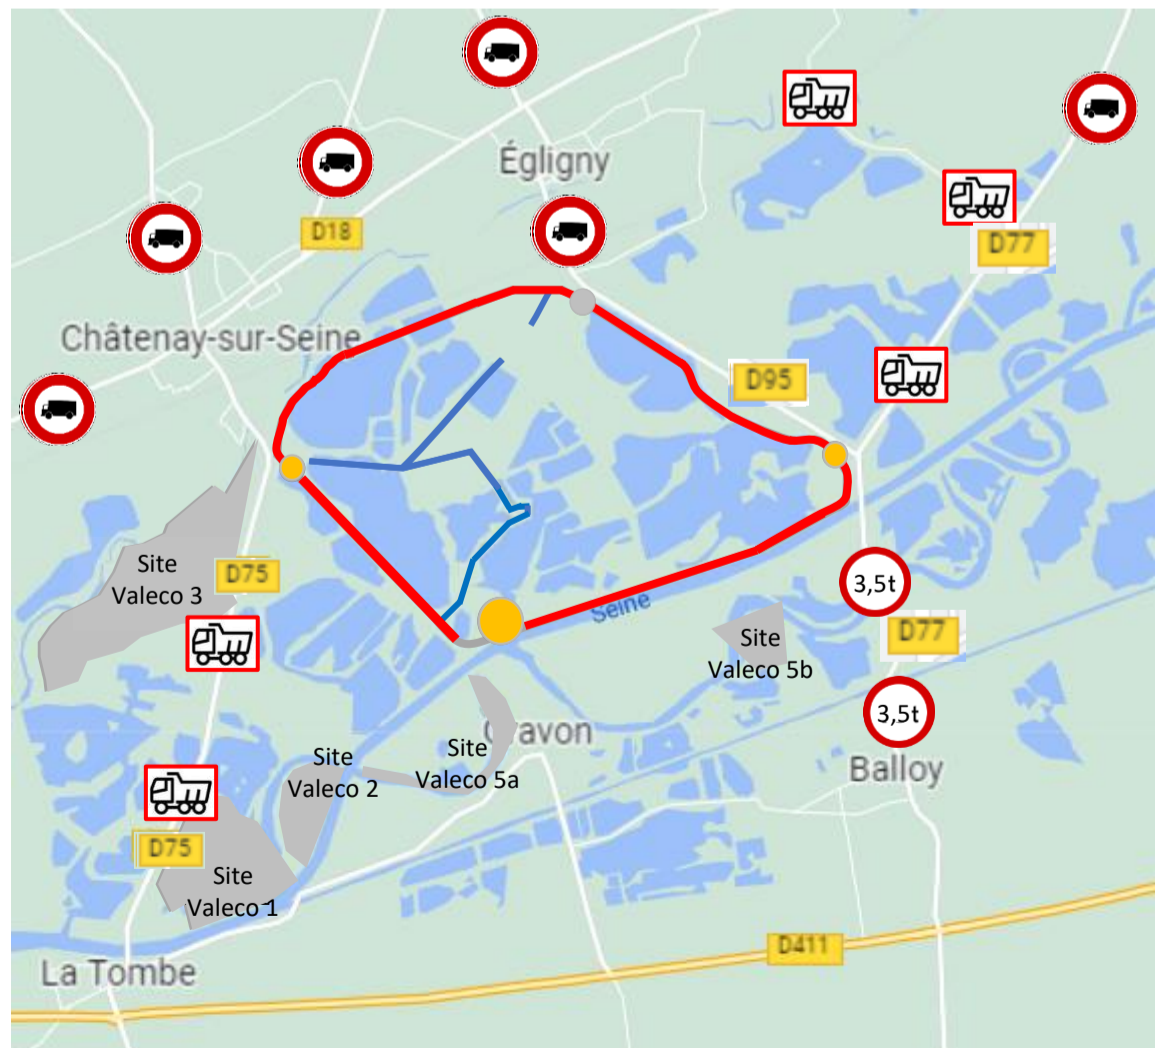 Égligny
D18
D77
Châtenay-sur-Seine
D95
Site
Valeco 3
D75
3,5t
Seine
D77
Site
Valeco 5b
3,5t
Site
Valeco 2
Site
Valeco 5a
Gravon
Balloy
D75
Site
Valeco 1
D411
La Tombe